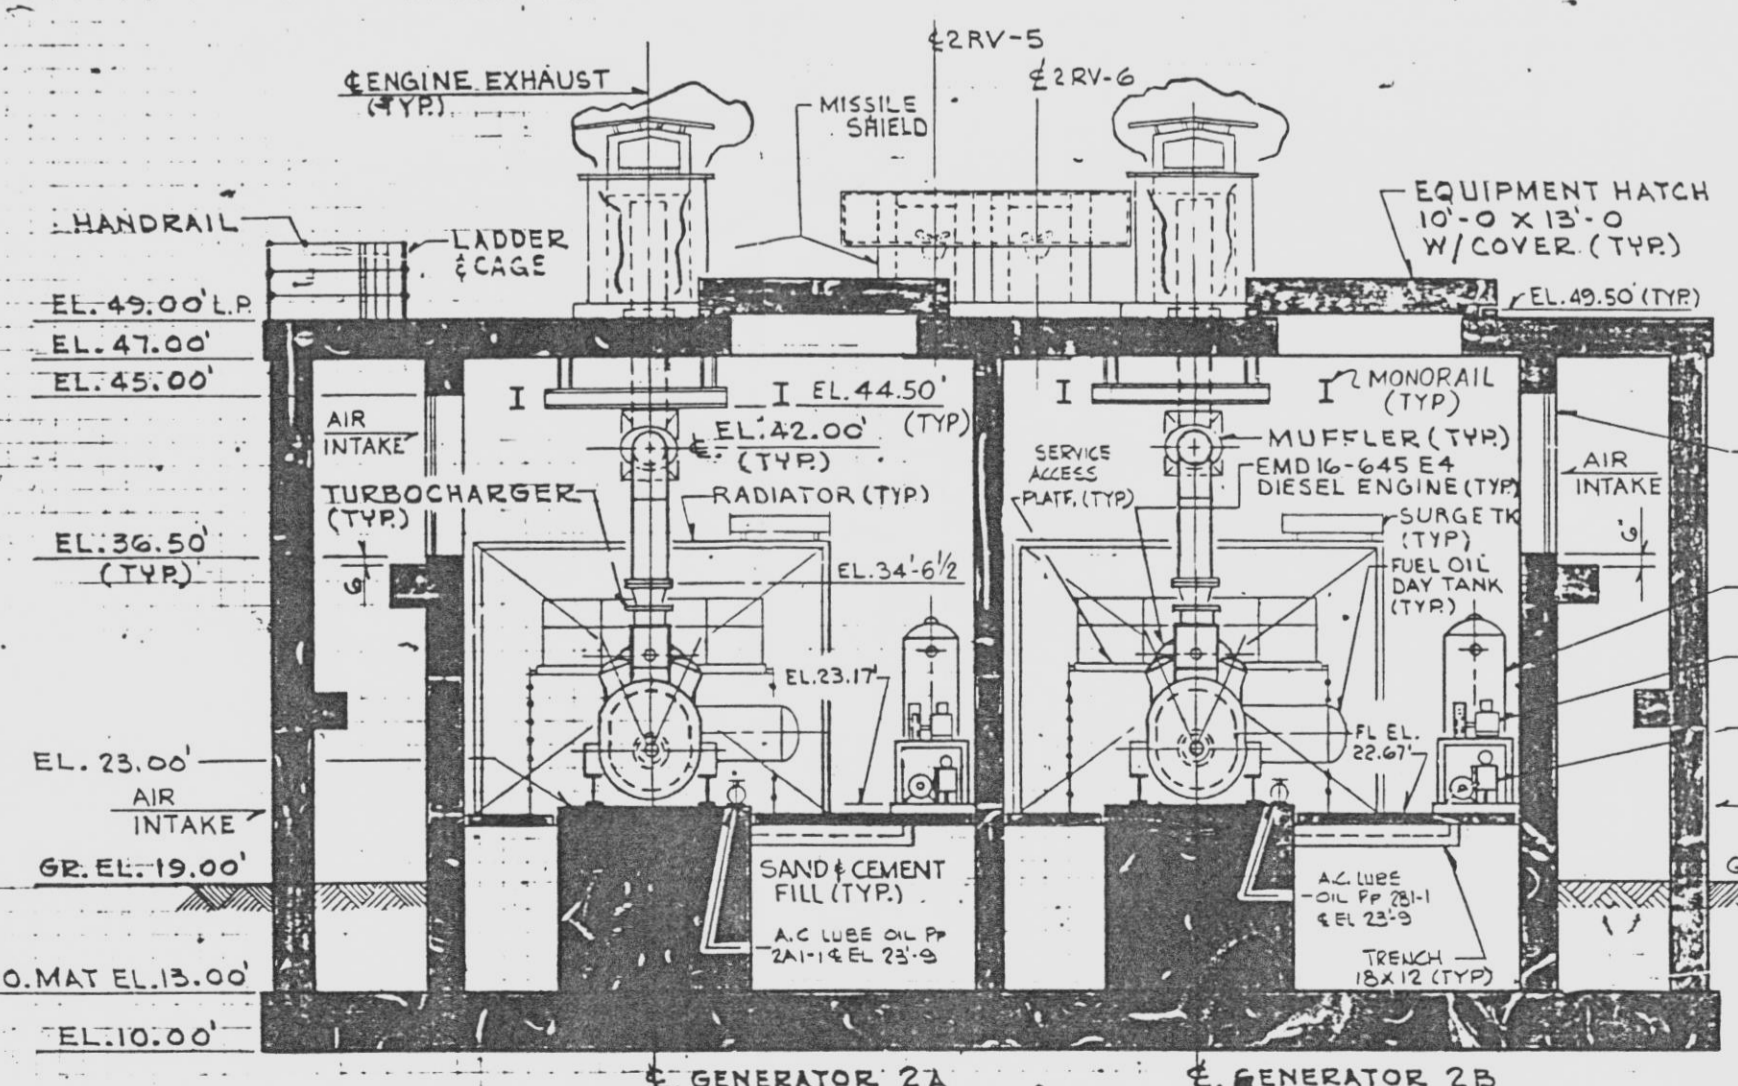 ℄ 2RV-5
℄ 2RV-6
℄ ENGINE EXHAUST
(TYP.)
MISSILE
SHIELD
EQUIPMENT HATCH
10'-0 X 13'-0
W/COVER (TYP.)
HANDRAIL
LADDER
& CAGE
EL. 49.00' L.P.
EL. 49.50' (TYP.)
EL. 47.00'
EL. 45.00'
I
I
EL. 44.50'
(TYP)
I
I
MONORAIL
(TYP)
AIR
INTAKE
℄ EL. 42.00'
(TYP.)
MUFFLER (TYP.)
SERVICE
ACCESS
PLATF. (TYP)
EMD 16-645 E4
DIESEL ENGINE (TYP.)
AIR
INTAKE
TURBOCHARGER
(TYP.)
RADIATOR (TYP.)
SURGE TK
(TYP)
EL. 36.50'
(TYP.)
6"
6"
EL. 34'-6 1/2
FUEL OIL
DAY TANK
(TYP.)
EL. 23.17'
FL EL.
22.67'
EL. 23.00'
AIR
INTAKE
GR. EL. 19.00'
SAND & CEMENT
FILL (TYP.)
A.C LUBE OIL PP
2A1-1 ℄ EL 23'-9
A.C. LUBE
OIL PP 2B1-1
℄ EL 23'-9
TRENCH
18X12 (TYP)
O. MAT EL. 13.00'
EL. 10.00'
℄ GENERATOR 2A
℄ GENERATOR 2B